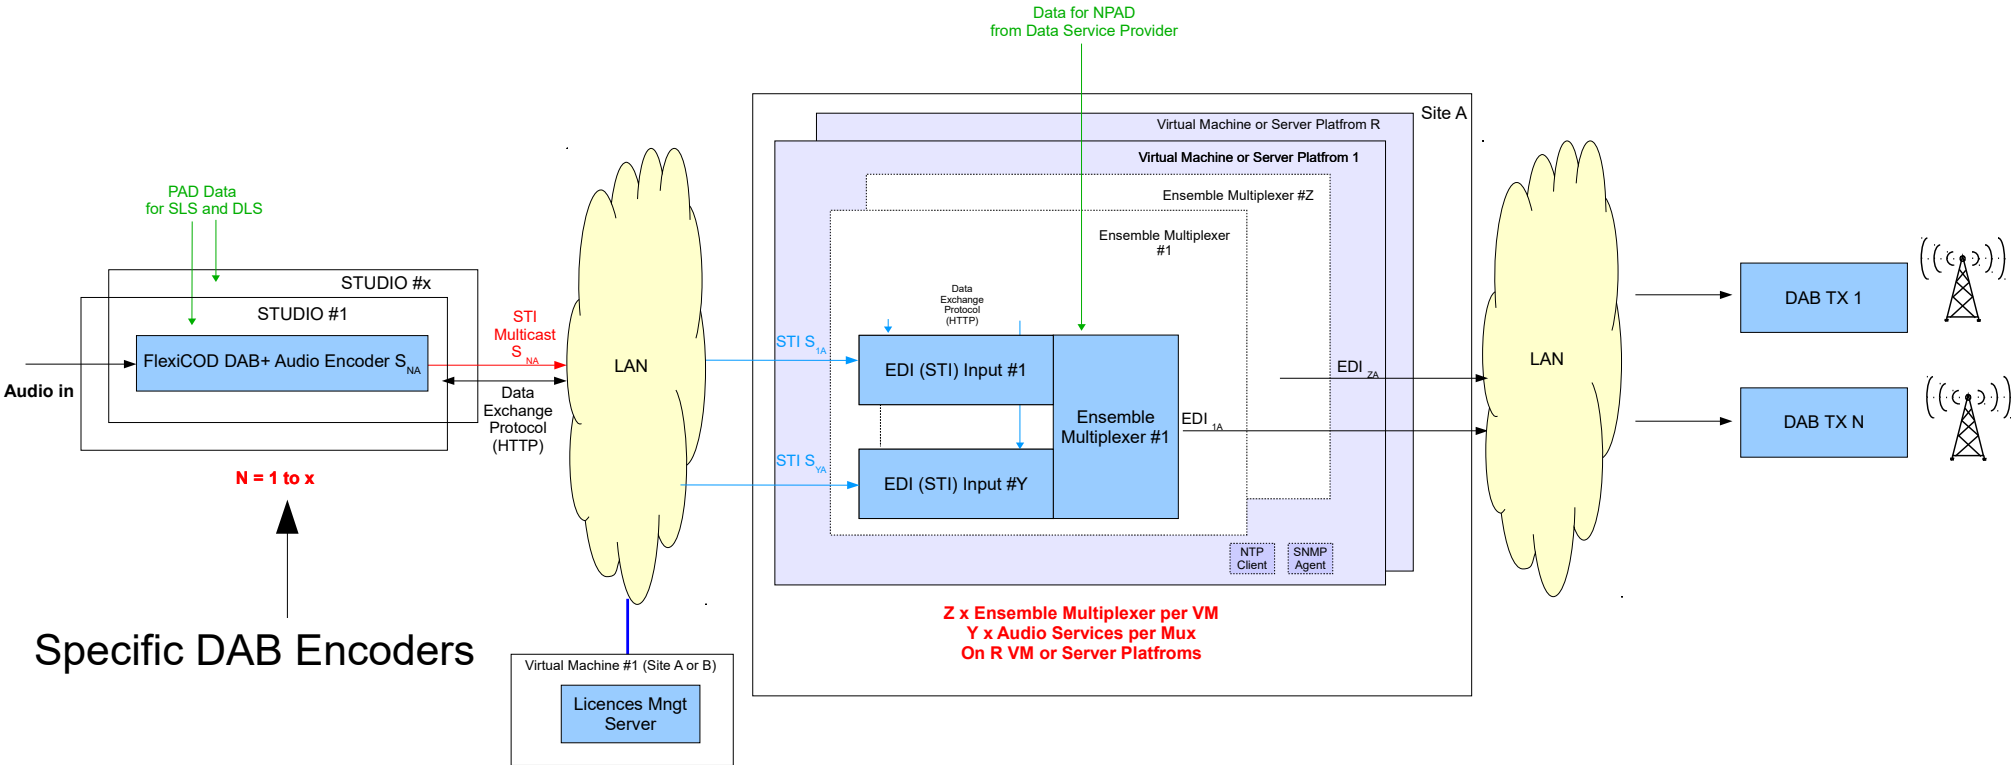 Data for NPAD
from Data Service Provider
Site A
Virtual Machine or Server Platfrom R
Virtual Machine or Server Platfrom 1
Ensemble Multiplexer #Z
Ensemble Multiplexer
#1
PAD Data
for SLS and DLS
STUDIO #x
STUDIO #1
FlexiCOD DAB+ Audio Encoder S NA
Audio in
STI
Multicast
S NA
Data
Exchange
Protocol
(HTTP)
N = 1 to x
Specific DAB Encoders
LAN
Virtual Machine #1 (Site A or B)
Licences Mngt
Server
STI S 1A
STI S YA
Data
Exchange
Protocol
(HTTP)
EDI (STI) Input #1
EDI (STI) Input #Y
Ensemble
Multiplexer #1
EDI ZA
EDI 1A
NTP
Client
SNMP
Agent
Z x Ensemble Multiplexer per VM
Y x Audio Services per Mux
On R VM or Server Platfroms
LAN
DAB TX 1
DAB TX N